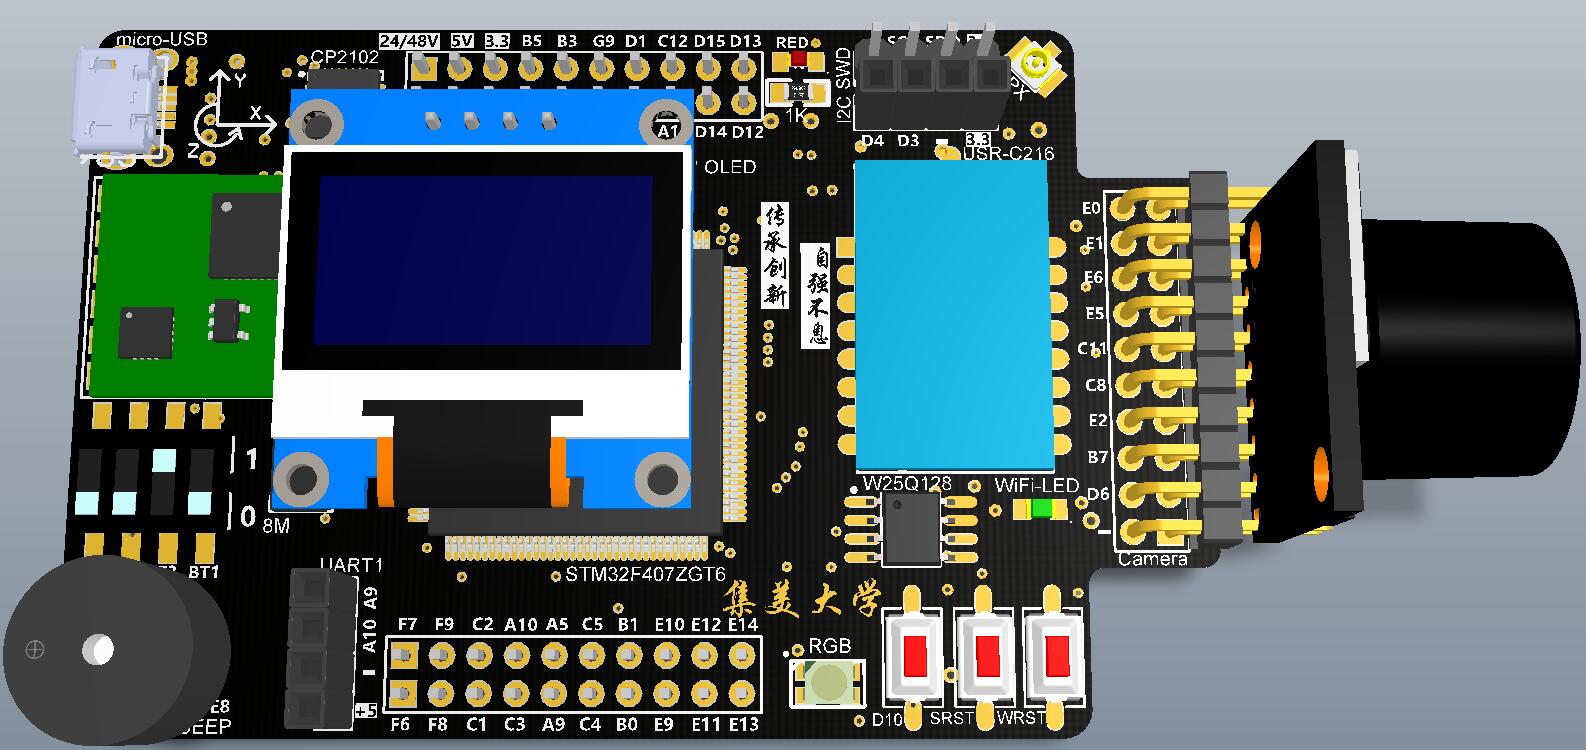 micro-USB
CP2102
24/48V 5V 3.3 B5 B3 G9 D1 C12 D15 D13
A1 D14 D12
RED
1K
I2C SWD
D4 D3 3.3
USR-C216
Y
X
Z
OLED
传承创新
自强不息
E0
E1
E6
E5
C11
C8
E2
B7
D6
Camera
W25Q128
WiFi-LED
1
0
8M
BT1
UART1
A9
A10
+5
STM32F407ZGT6
集美大学
F7 F9 C2 A10 A5 C5 B1 E10 E12 E14
F6 F8 C1 C3 A9 C4 B0 E9 E11 E13
RGB
D10 SRST WRST
E8